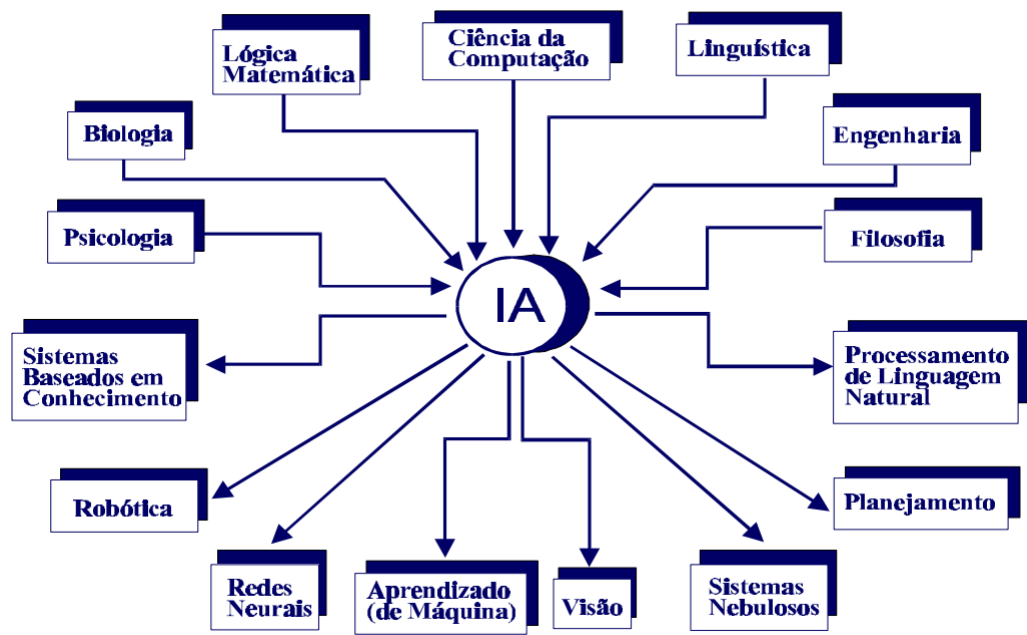 Lógica
Matemática
Ciência da
Computação
Linguística
Biologia
Engenharia
Psicologia
Filosofia
IA
Sistemas
Baseados em
Conhecimento
Processamento
de Linguagem
Natural
Robótica
Planejamento
Redes
Neurais
Aprendizado
(de Máquina)
Visão
Sistemas
Nebulosos